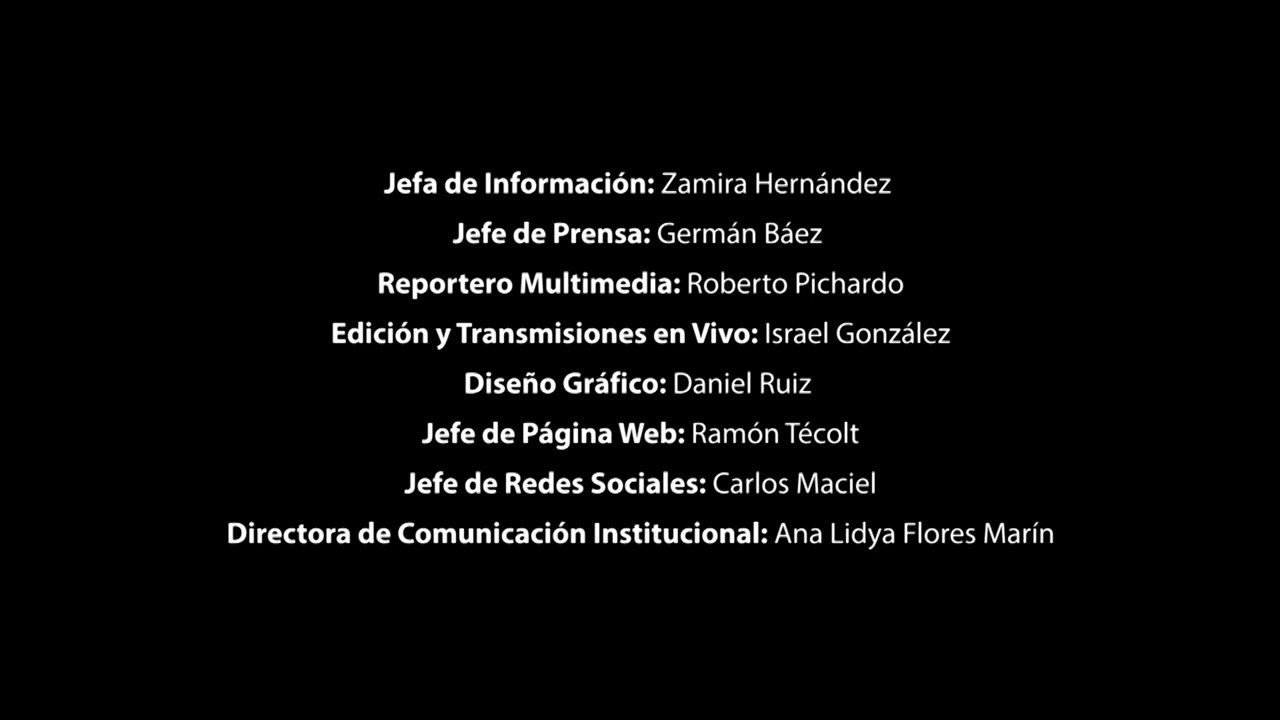 Jefa de Información: Zamira Hernández
Jefe de Prensa: Germán Báez
Reportero Multimedia: Roberto Pichardo
Edición y Transmisiones en Vivo: Israel González
Diseño Gráfico: Daniel Ruiz
Jefe de Página Web: Ramón Técolt
Jefe de Redes Sociales: Carlos Maciel
Directora de Comunicación Institucional: Ana Lidya Flores Marín